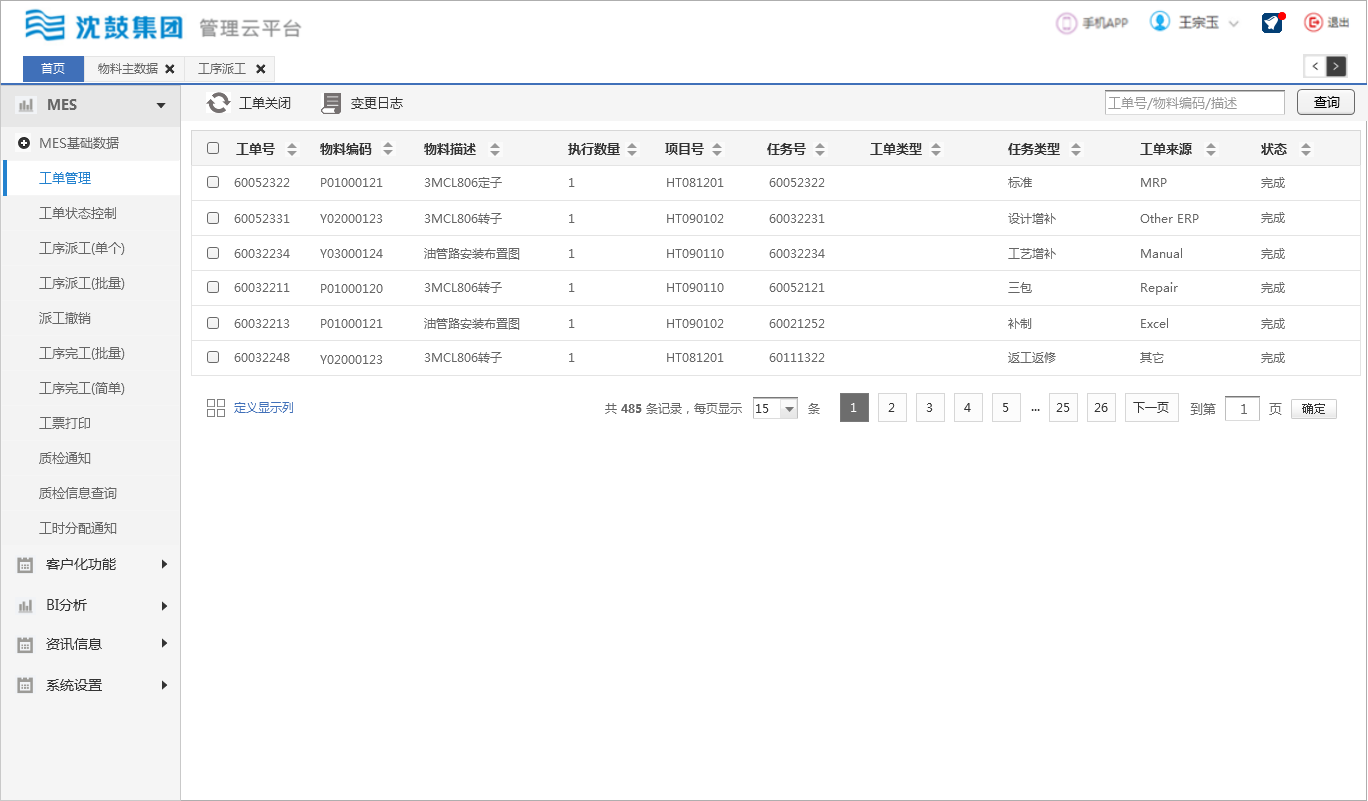 沈鼓集团 管理云平台 手机APP 王宗玉 退出
首页 物料主数据 工序派工
MES 工单关闭 变更日志 工单号/物料编码/描述 查询
MES基础数据
工单管理
工单状态控制
工序派工(单个)
工序派工(批量)
派工撤销
工序完工(批量)
工序完工(简单)
工票打印
质检通知
质检信息查询
工时分配通知
客户化功能
BI分析
资讯信息
系统设置
工单号 物料编码 物料描述 执行数量 项目号 任务号 工单类型 任务类型 工单来源 状态
60052322 P01000121 3MCL806定子 1 HT081201 60052322 标准 MRP 完成
60052331 Y02000123 3MCL806转子 1 HT090102 60032231 设计增补 Other ERP 完成
60032234 Y03000124 油管路安装布置图 1 HT090110 60032234 工艺增补 Manual 完成
60032211 P01000120 3MCL806转子 1 HT090110 60052121 三包 Repair 完成
60032213 P01000121 油管路安装布置图 1 HT090102 60021252 补制 Excel 完成
60032248 Y02000123 3MCL806转子 1 HT081201 60111322 返工返修 其它 完成
定义显示列 共 485 条记录，每页显示 15 条 1 2 3 4 5 ... 25 26 下一页 到第 1 页 确定